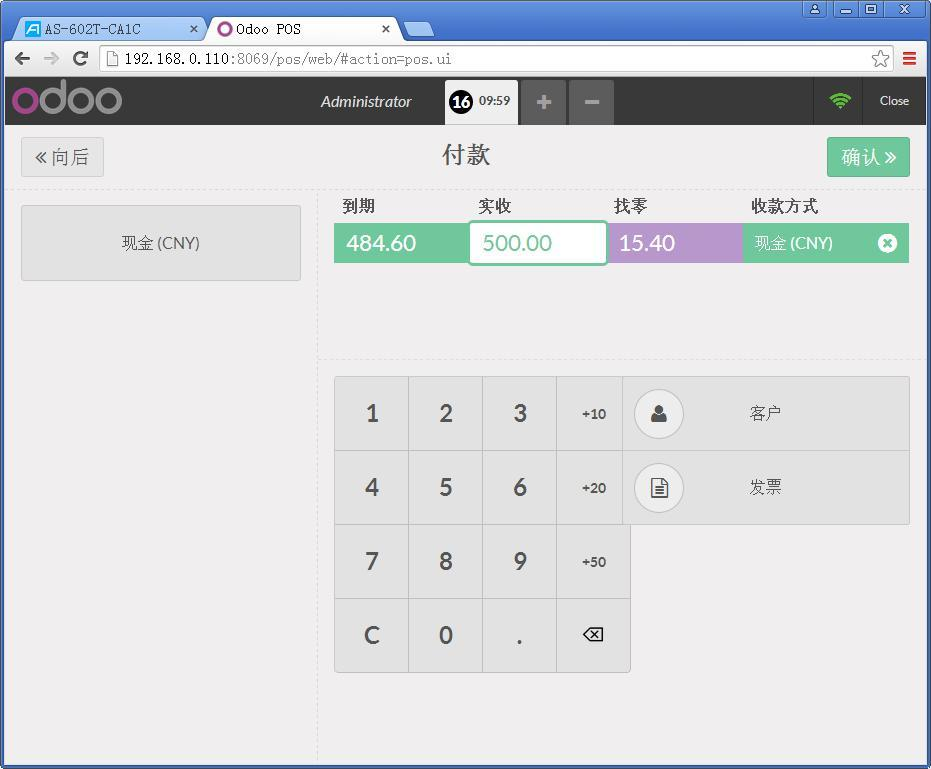 AS-602T-CA1C
Odoo POS
192.168.0.110:8069/pos/web/#action=pos.ui
odoo
Administrator
16 09:59
+
−
Close
向后
付款
确认
现金 (CNY)
到期 实收 找零 收款方式
484.60 500.00 15.40 现金 (CNY)
1 2 3 +10 客户
4 5 6 +20 发票
7 8 9 +50
C 0 .